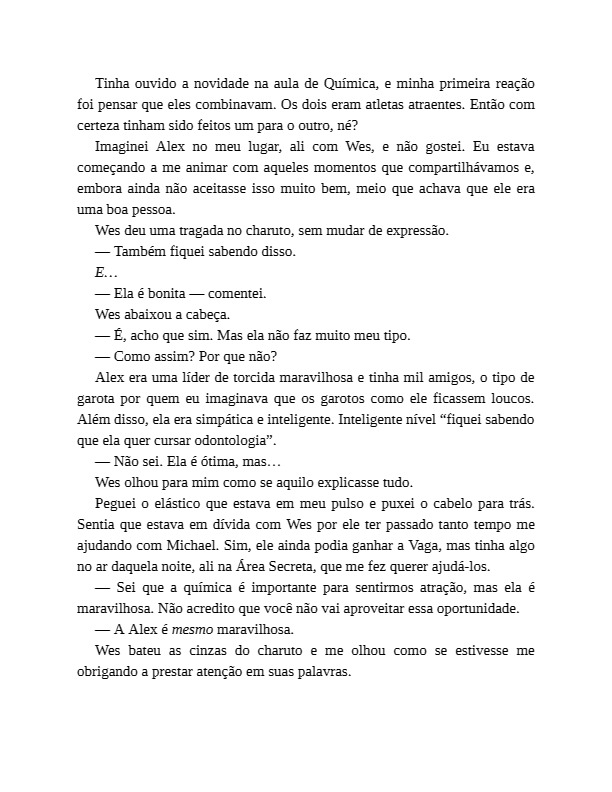 Tinha ouvido a novidade na aula de Química, e minha primeira reação
foi pensar que eles combinavam. Os dois eram atletas atraentes. Então com
certeza tinham sido feitos um para o outro, né?
Imaginei Alex no meu lugar, ali com Wes, e não gostei. Eu estava
começando a me animar com aqueles momentos que compartilhávamos e,
embora ainda não aceitasse isso muito bem, meio que achava que ele era
uma boa pessoa.
Wes deu uma tragada no charuto, sem mudar de expressão.
— Também fiquei sabendo disso.
E…
— Ela é bonita — comentei.
Wes abaixou a cabeça.
— É, acho que sim. Mas ela não faz muito meu tipo.
— Como assim? Por que não?
Alex era uma líder de torcida maravilhosa e tinha mil amigos, o tipo de
garota por quem eu imaginava que os garotos como ele ficassem loucos.
Além disso, ela era simpática e inteligente. Inteligente nível “fiquei sabendo
que ela quer cursar odontologia”.
— Não sei. Ela é ótima, mas…
Wes olhou para mim como se aquilo explicasse tudo.
Peguei o elástico que estava em meu pulso e puxei o cabelo para trás.
Sentia que estava em dívida com Wes por ele ter passado tanto tempo me
ajudando com Michael. Sim, ele ainda podia ganhar a Vaga, mas tinha algo
no ar daquela noite, ali na Área Secreta, que me fez querer ajudá-los.
— Sei que a química é importante para sentirmos atração, mas ela é
maravilhosa. Não acredito que você não vai aproveitar essa oportunidade.
— A Alex é mesmo maravilhosa.
Wes bateu as cinzas do charuto e me olhou como se estivesse me
obrigando a prestar atenção em suas palavras.